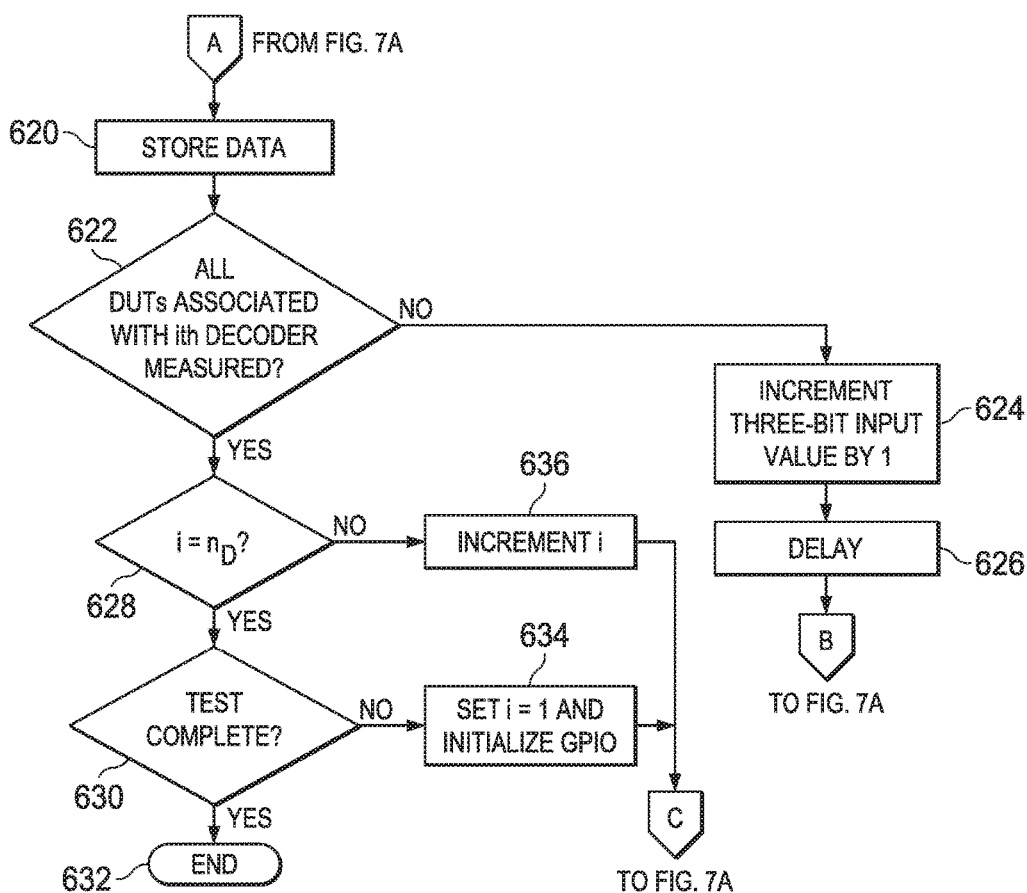 A
FROM FIG. 7A
620
STORE DATA
622
ALL
DUTs ASSOCIATED
WITH ith DECODER
MEASURED?
NO
YES
INCREMENT
THREE-BIT INPUT
VALUE BY 1
624
DELAY
626
B
TO FIG. 7A
i = nD?
628
NO
YES
636
INCREMENT i
TEST
COMPLETE?
630
NO
YES
634
SET i = 1 AND
INITIALIZE GPIO
C
TO FIG. 7A
632
END